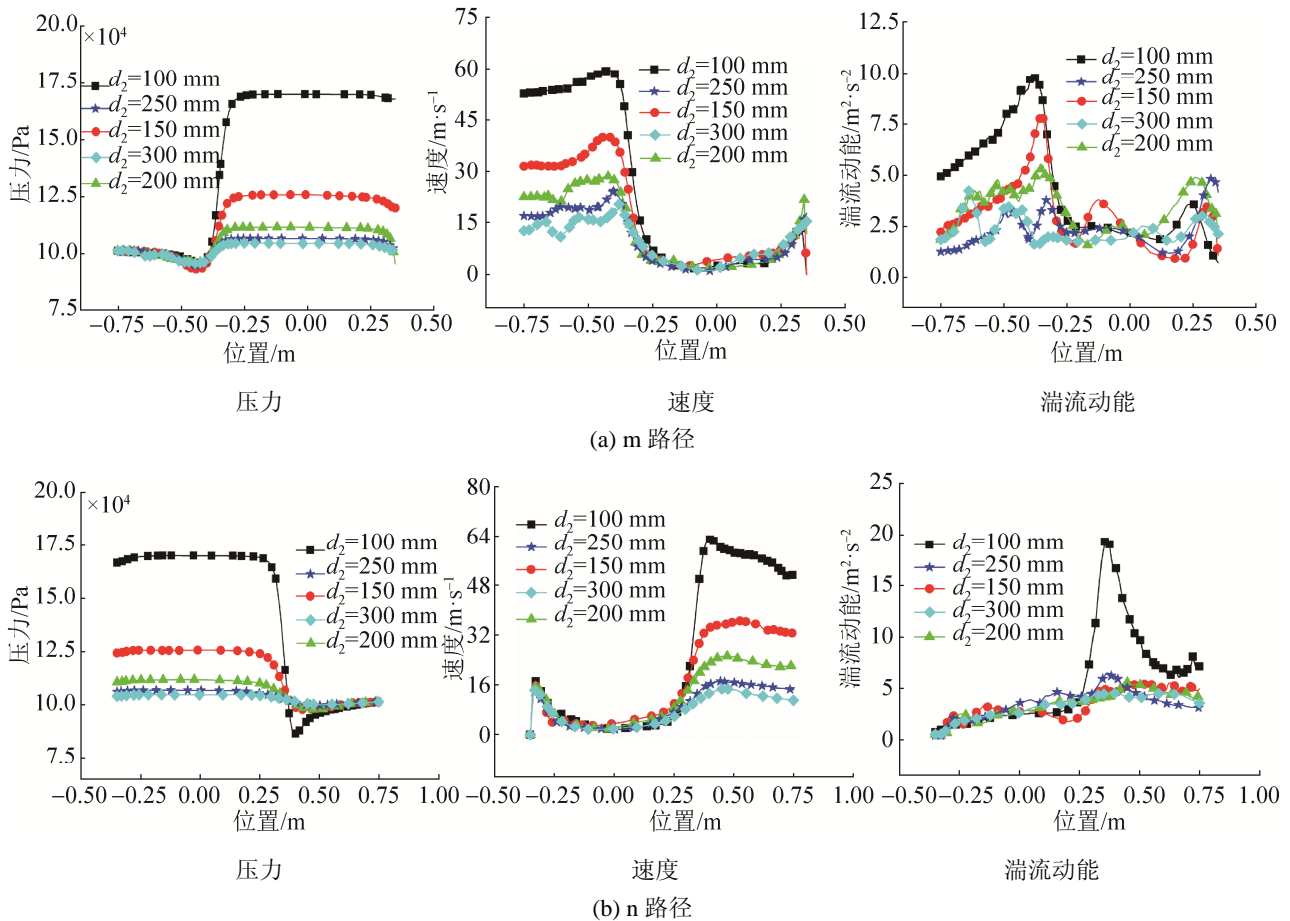 20.0
×10⁴
17.5
15.0
12.5
10.0
7.5
压力/Pa
d₂=100 mm
d₂=250 mm
d₂=150 mm
d₂=300 mm
d₂=200 mm
−0.75 −0.50 −0.25 0.00 0.25 0.50
位置/m
压力
75
60
45
30
15
0
速度/m·s⁻¹
d₂=100 mm
d₂=250 mm
d₂=150 mm
d₂=300 mm
d₂=200 mm
−0.75 −0.50 −0.25 0.00 0.25 0.50
位置/m
速度
12.5
10.0
7.5
5.0
2.5
0.0
湍流动能/m²·s⁻²
d₂=100 mm
d₂=250 mm
d₂=150 mm
d₂=300 mm
d₂=200 mm
−0.75 −0.50 −0.25 0.00 0.25 0.50
位置/m
湍流动能
(a) m 路径
20.0
×10⁴
17.5
15.0
12.5
10.0
7.5
压力/Pa
d₂=100 mm
d₂=250 mm
d₂=150 mm
d₂=300 mm
d₂=200 mm
−0.50 −0.25 0.00 0.25 0.50 0.75 1.00
位置/m
压力
80
64
48
32
16
0
速度/m·s⁻¹
d₂=100 mm
d₂=250 mm
d₂=150 mm
d₂=300 mm
d₂=200 mm
−0.50 −0.25 0.00 0.25 0.50 0.75 1.00
位置/m
速度
25
20
15
10
5
0
湍流动能/m²·s⁻²
d₂=100 mm
d₂=250 mm
d₂=150 mm
d₂=300 mm
d₂=200 mm
−0.50 −0.25 0.00 0.25 0.50 0.75 1.00
位置/m
湍流动能
(b) n 路径